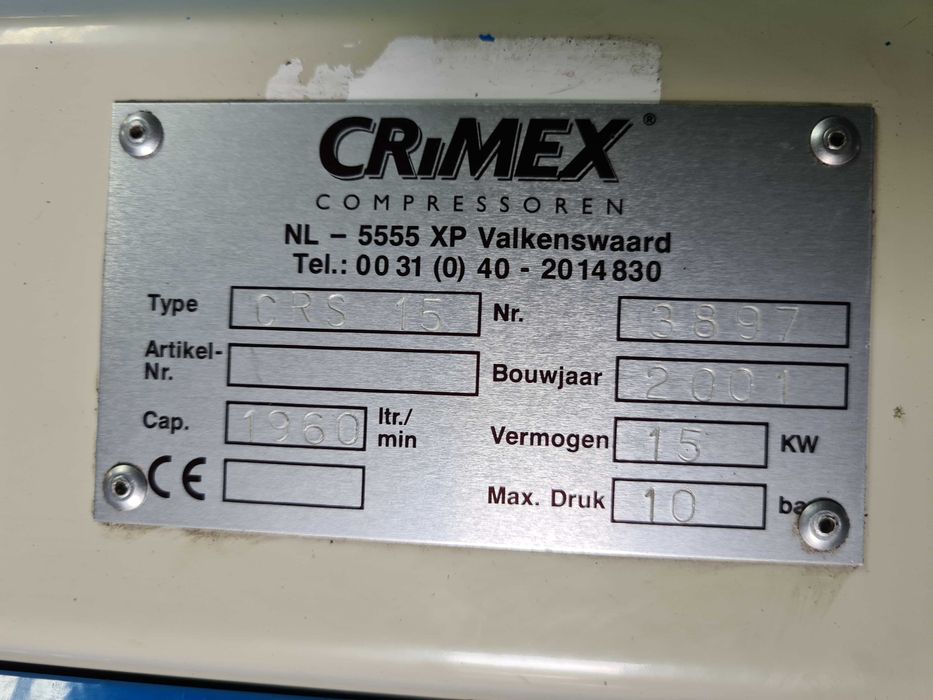 CRiMEX®
COMPRESSOREN
NL – 5555 XP Valkenswaard
Tel.: 00 31 (0) 40 - 2014830
Type CRS 15 Nr. 3897
Artikel-Nr. Bouwjaar 2001
Cap. 1960 ltr./min Vermogen 15 KW
CE Max. Druk 10